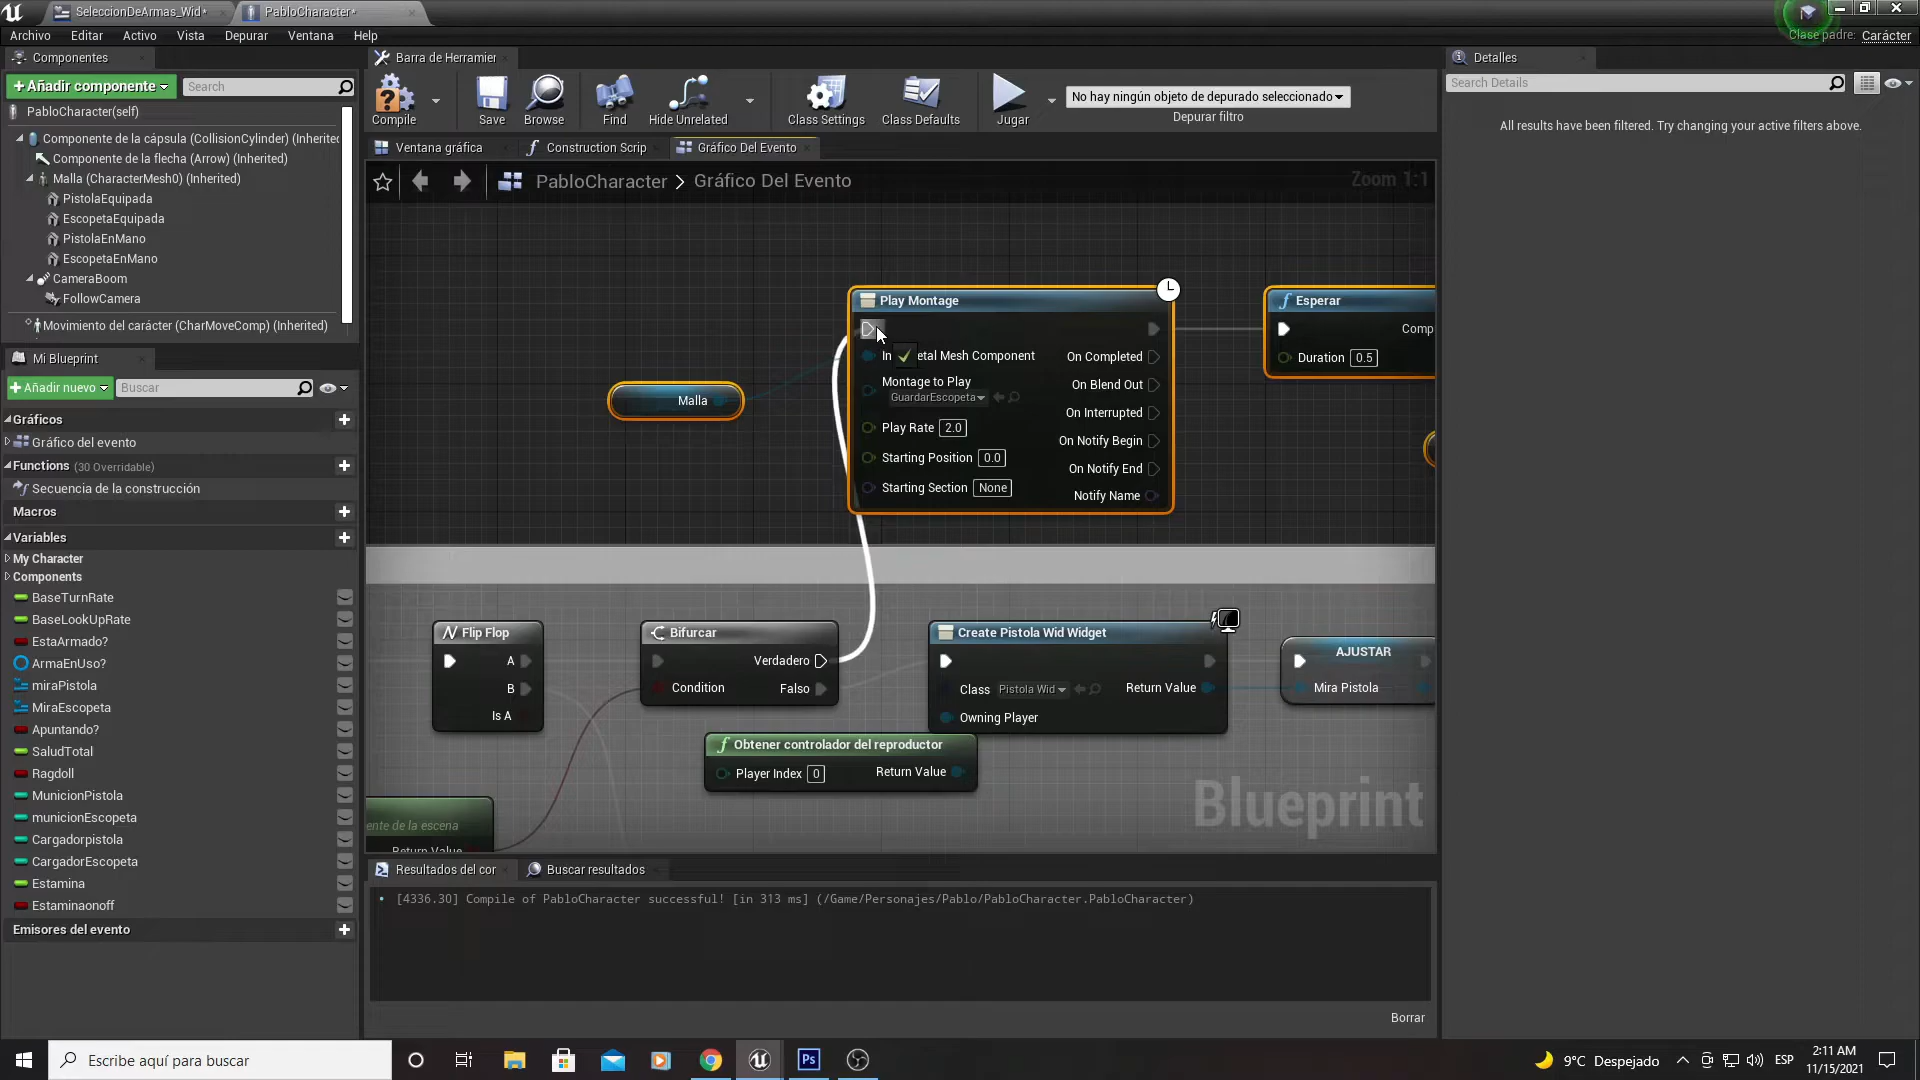 SeleccionDeArmas_Wid*
PabloCharacter*
Archivo Editar Activo Vista Depurar Ventana Help
Clase padre: Carácter
Componentes
+Añadir componente
Search
PabloCharacter(self)
Componente de la cápsula (CollisionCylinder) (Inherited
Componente de la flecha (Arrow) (Inherited)
Malla (CharacterMesh0) (Inherited)
PistolaEquipada
EscopetaEquipada
PistolaEnMano
EscopetaEnMano
CameraBoom
FollowCamera
Movimiento del carácter (CharMoveComp) (Inherited)
Mi Blueprint
+Añadir nuevo
Buscar
Gráficos
Gráfico del evento
Functions (30 Overridable)
Secuencia de la construcción
Macros
Variables
My Character
Components
BaseTurnRate
BaseLookUpRate
EstaArmado?
ArmaEnUso?
miraPistola
MiraEscopeta
Apuntando?
SaludTotal
Ragdoll
MunicionPistola
municionEscopeta
Cargadorpistola
CargadorEscopeta
Estamina
Estaminaonoff
Emisores del evento
Barra de Herramier
Compile
Save
Browse
Find
Hide Unrelated
Class Settings
Class Defaults
Jugar
No hay ningún objeto de depurado seleccionado
Depurar filtro
Ventana gráfica
Construction Scrip
Gráfico Del Evento
PabloCharacter > Gráfico Del Evento
Zoom 1:1
Play Montage
In etal Mesh Component
On Completed
Montage to Play
GuardarEscopeta
On Blend Out
On Interrupted
Play Rate 2.0
On Notify Begin
Starting Position 0.0
On Notify End
Starting Section None
Notify Name
Malla
Esperar
Comp
Duration 0.5
Flip Flop
A
B
Is A
Bifurcar
Verdadero
Condition
Falso
Create Pistola Wid Widget
Class Pistola Wid
Return Value
Owning Player
AJUSTAR
Mira Pistola
Obtener controlador del reproductor
Player Index 0
Return Value
ente de la escena
Return Value
Blueprint
Resultados del cor
Buscar resultados
[4336.30] Compile of PabloCharacter successful! [in 313 ms] (/Game/Personajes/Pablo/PabloCharacter.PabloCharacter)
Borrar
Detalles
Search Details
All results have been filtered. Try changing your active filters above.
Escribe aquí para buscar
Ps
9°C Despejado
ESP
2:11 AM
11/15/2021